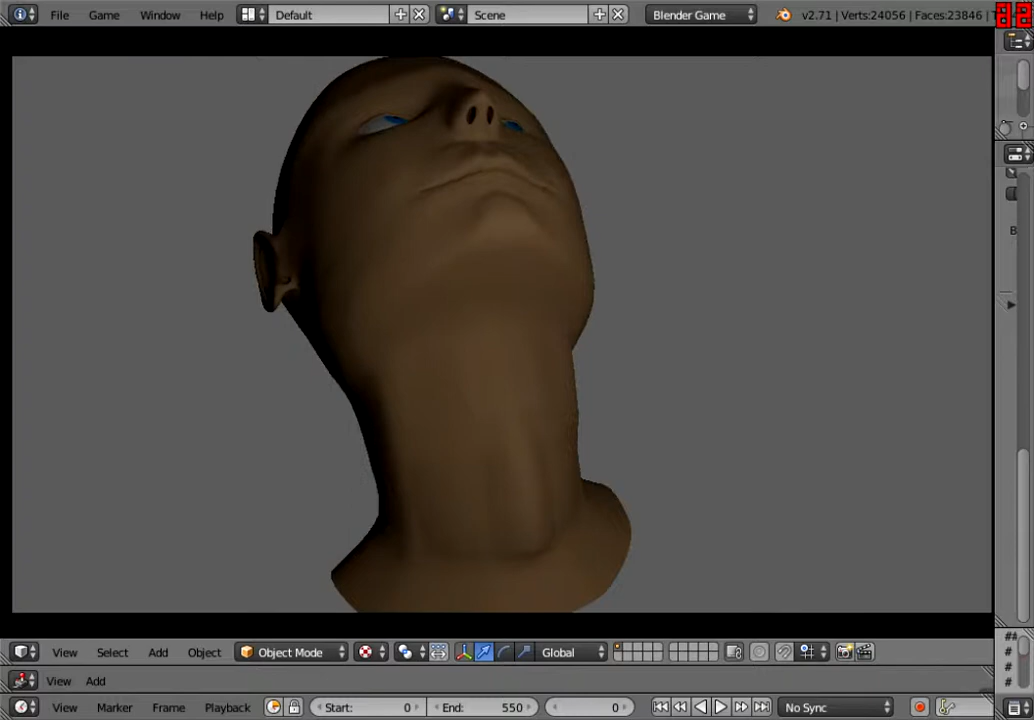 File Game Window Help Default Scene Blender Game v2.71 | Verts:24056 | Faces:23846 |
View Select Add Object Object Mode Global
View Add
View Marker Frame Playback Start: 0 End: 550 0 No Sync